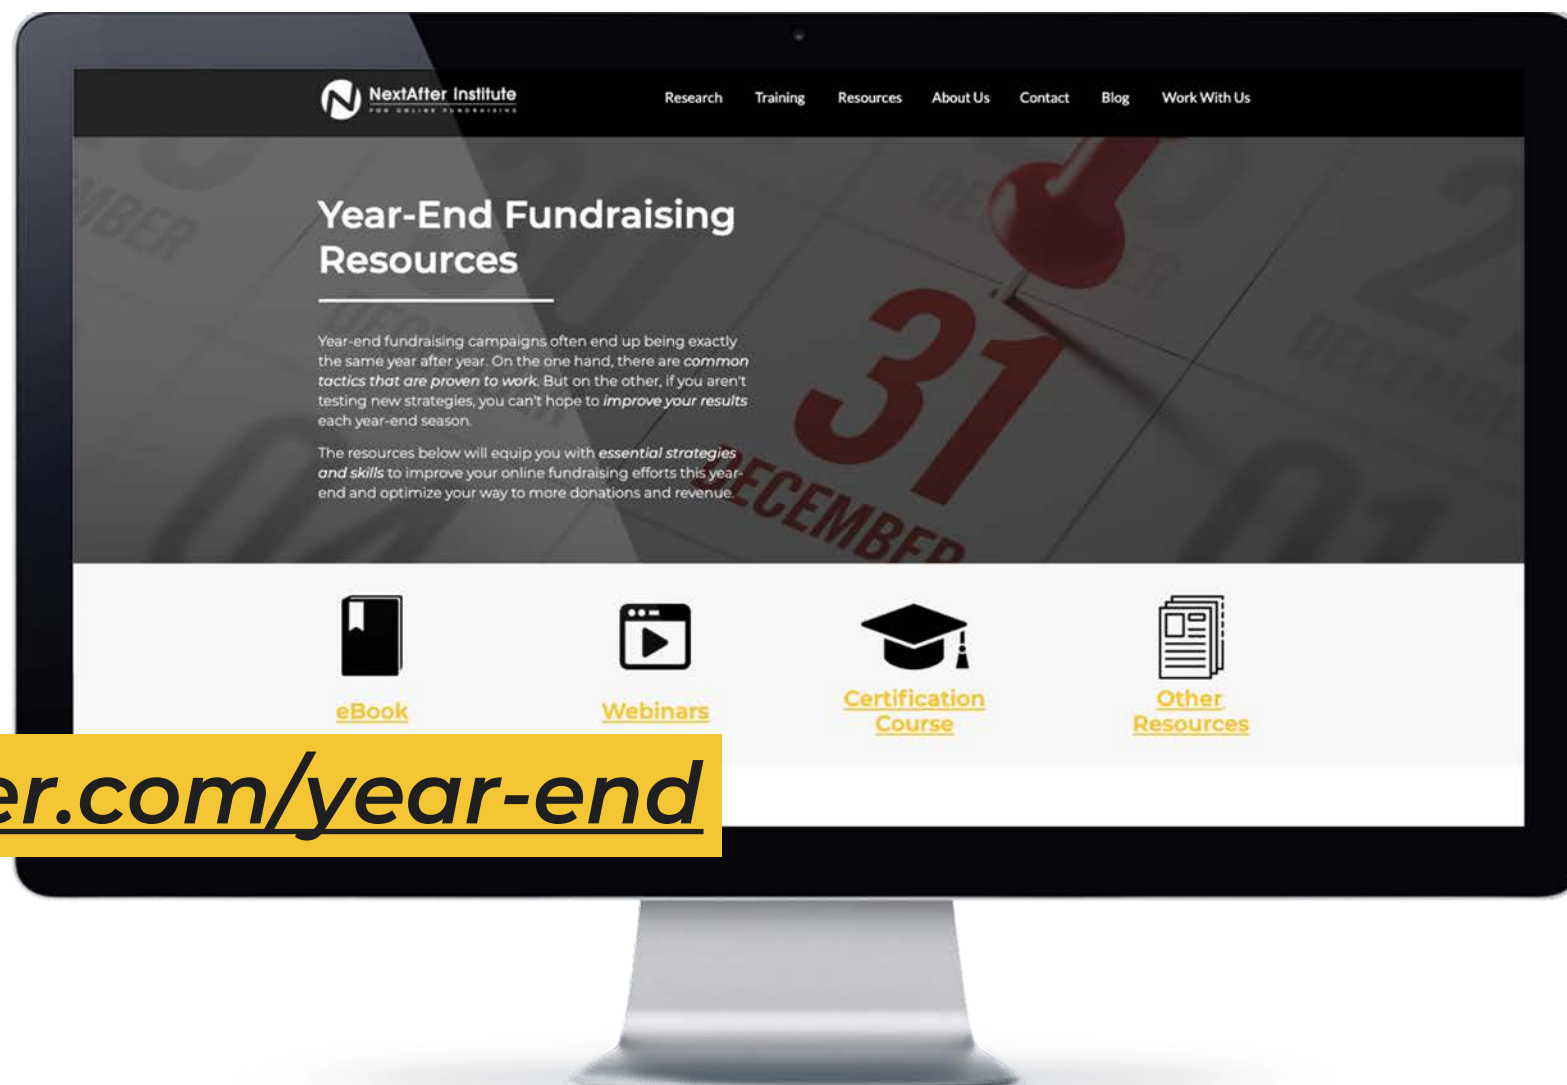 NextAfter Institute
FOR ONLINE FUNDRAISING
Research Training Resources About Us Contact Blog Work With Us
Year-End Fundraising
Resources
Year-end fundraising campaigns often end up being exactly
the same year after year. On the one hand, there are common
tactics that are proven to work. But on the other, if you aren't
testing new strategies, you can't hope to improve your results
each year-end season.
The resources below will equip you with essential strategies
and skills to improve your online fundraising efforts this year-
end and optimize your way to more donations and revenue.
31
DECEMBER
eBook
Webinars
Certification
Course
Other
Resources
er.com/year-end